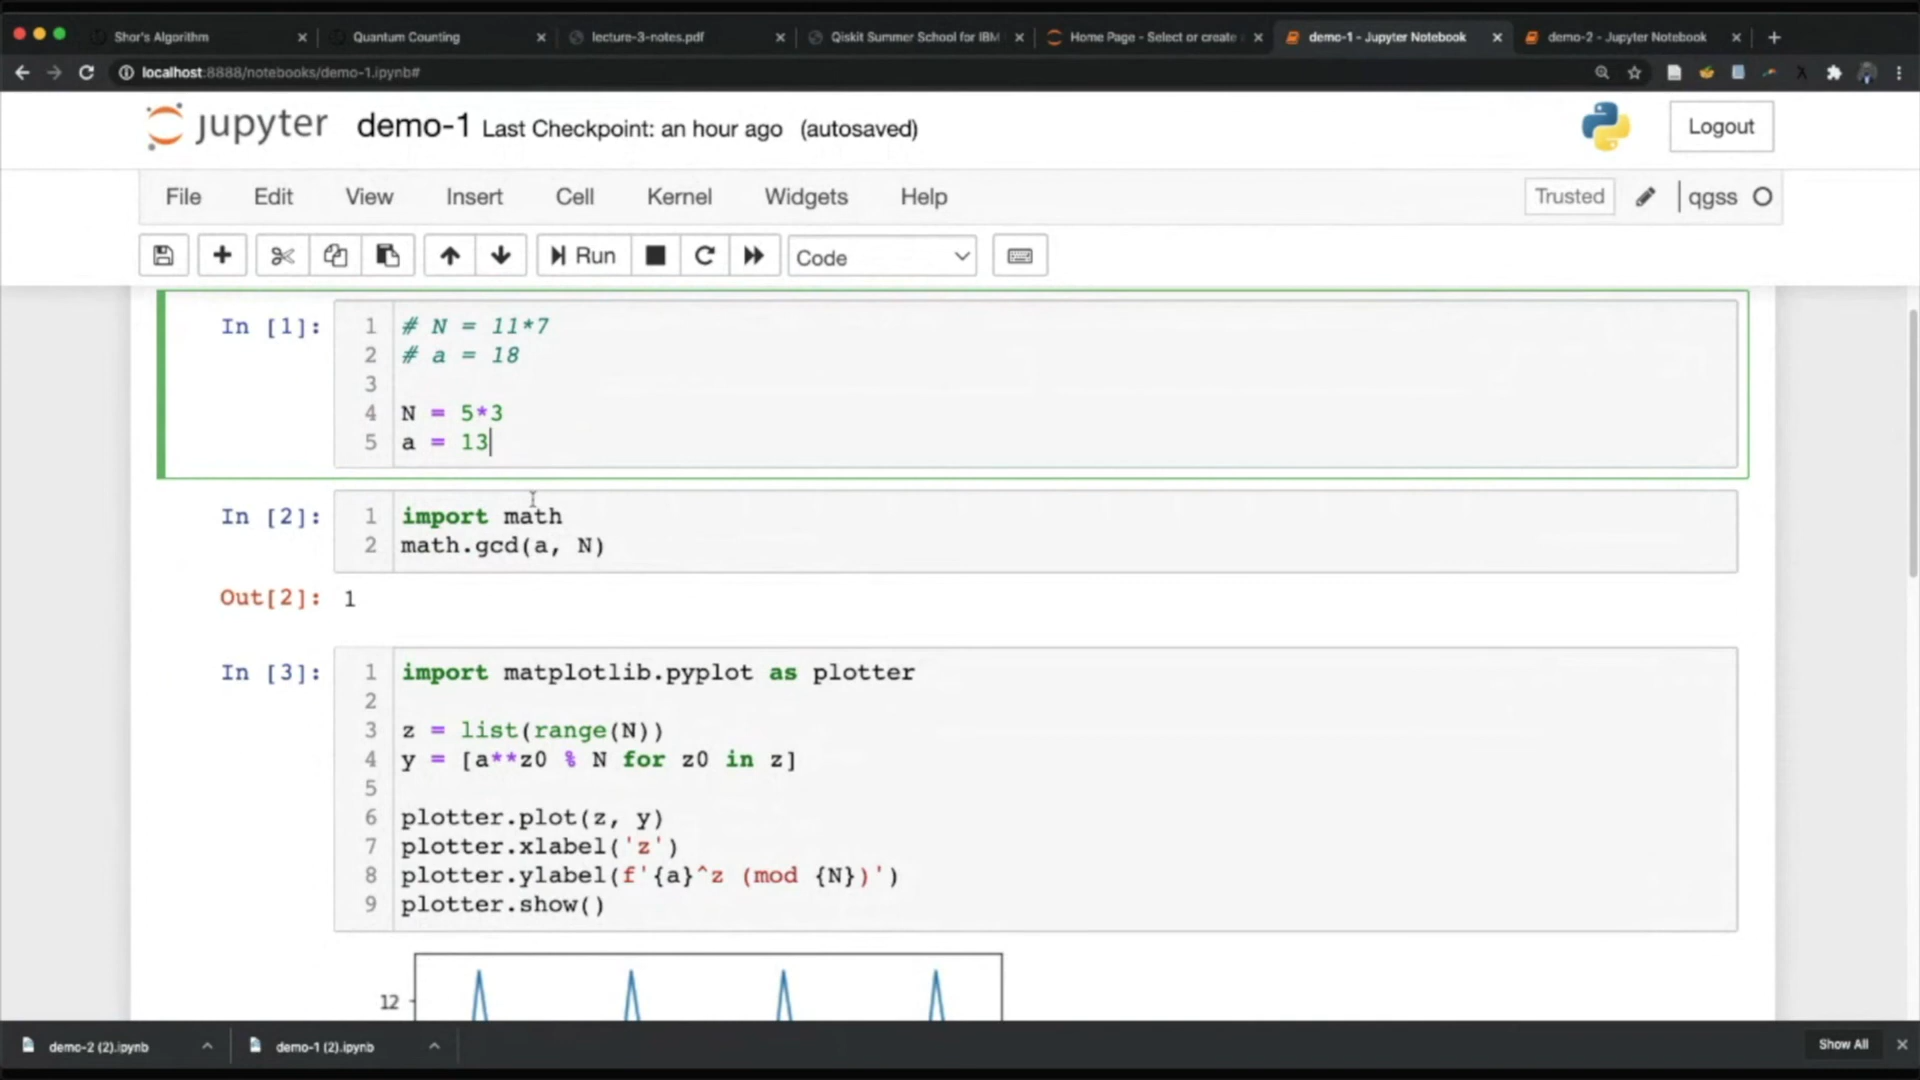 Shor's Algorithm
Quantum Counting
lecture-3-notes.pdf
Qiskit Summer School for IBM
Home Page - Select or create
demo-1 - Jupyter Notebook
demo-2 - Jupyter Notebook
localhost:8888/notebooks/demo-1.ipynb#
jupyter demo-1 Last Checkpoint: an hour ago (autosaved)
Logout
File Edit View Insert Cell Kernel Widgets Help
Trusted
qgss
Run
Code
In [1]:
1 # N = 11*7
2 # a = 18
3
4 N = 5*3
5 a = 13
In [2]:
1 import math
2 math.gcd(a, N)
Out[2]: 1
In [3]:
1 import matplotlib.pyplot as plotter
2
3 z = list(range(N))
4 y = [a**z0 % N for z0 in z]
5
6 plotter.plot(z, y)
7 plotter.xlabel('z')
8 plotter.ylabel(f'{a}^z (mod {N})')
9 plotter.show()
12
demo-2 (2).ipynb
demo-1 (2).ipynb
Show All